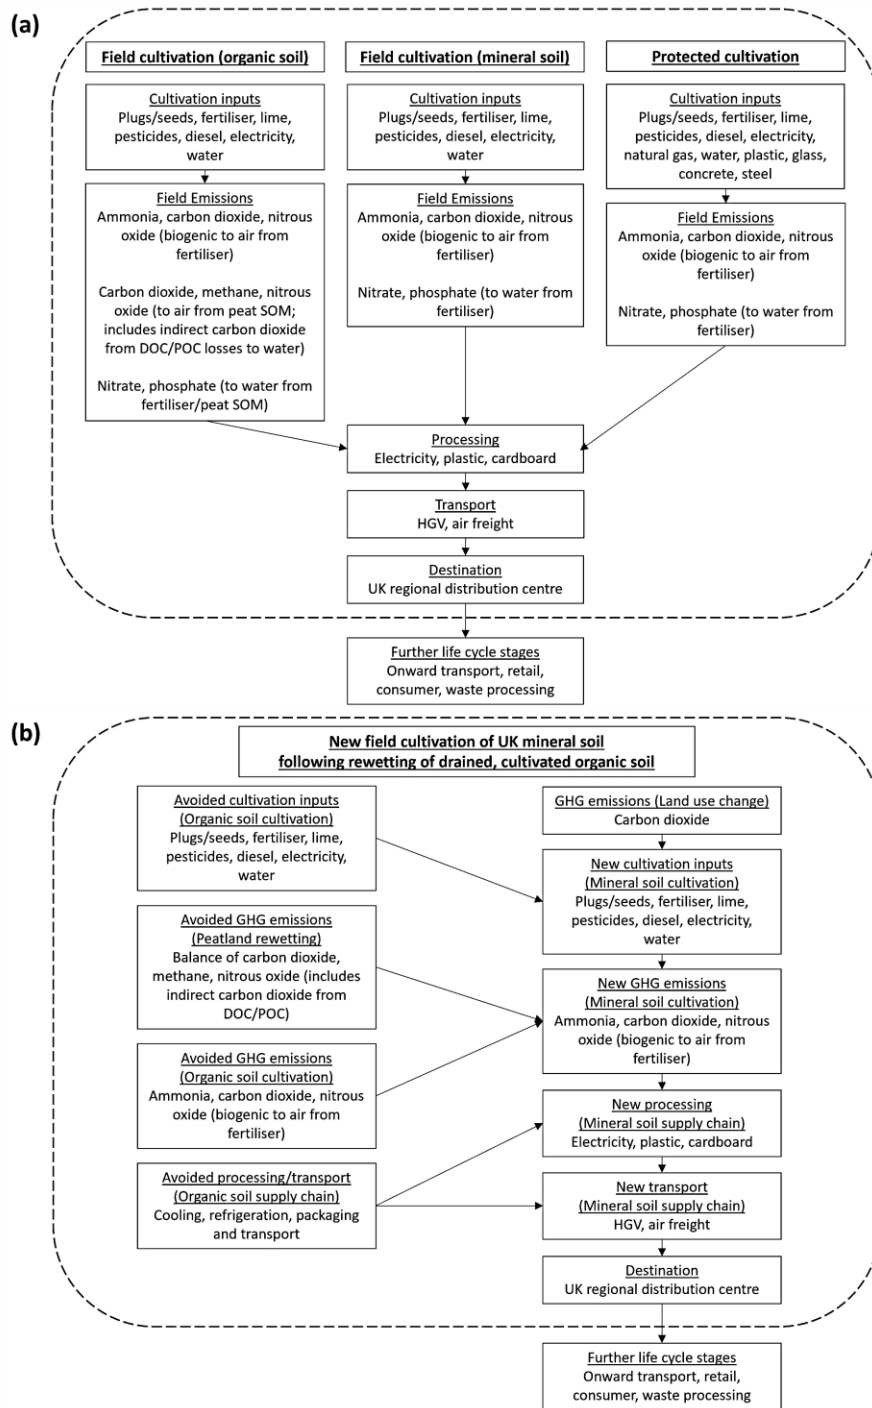 (a)
Field cultivation (organic soil)
Cultivation inputs
Plugs/seeds, fertiliser, lime,
pesticides, diesel, electricity,
water
Field Emissions
Ammonia, carbon dioxide, nitrous
oxide (biogenic to air from
fertiliser)
Carbon dioxide, methane, nitrous
oxide (to air from peat SOM;
includes indirect carbon dioxide
from DOC/POC losses to water)
Nitrate, phosphate (to water from
fertiliser/peat SOM)
Field cultivation (mineral soil)
Cultivation inputs
Plugs/seeds, fertiliser, lime,
pesticides, diesel, electricity,
water
Field Emissions
Ammonia, carbon dioxide, nitrous
oxide (biogenic to air from
fertiliser)
Nitrate, phosphate (to water from
fertiliser)
Protected cultivation
Cultivation inputs
Plugs/seeds, fertiliser, lime,
pesticides, diesel, electricity,
natural gas, water, plastic, glass,
concrete, steel
Field Emissions
Ammonia, carbon dioxide, nitrous
oxide (biogenic to air from
fertiliser)
Nitrate, phosphate (to water from
fertiliser)
Processing
Electricity, plastic, cardboard
Transport
HGV, air freight
Destination
UK regional distribution centre
Further life cycle stages
Onward transport, retail,
consumer, waste processing
(b)
New field cultivation of UK mineral soil
following rewetting of drained, cultivated organic soil
Avoided cultivation inputs
(Organic soil cultivation)
Plugs/seeds, fertiliser, lime,
pesticides, diesel, electricity,
water
Avoided GHG emissions
(Peatland rewetting)
Balance of carbon dioxide,
methane, nitrous oxide (includes
indirect carbon dioxide from
DOC/POC)
Avoided GHG emissions
(Organic soil cultivation)
Ammonia, carbon dioxide, nitrous
oxide (biogenic to air from
fertiliser)
Avoided processing/transport
(Organic soil supply chain)
Cooling, refrigeration, packaging
and transport
GHG emissions (Land use change)
Carbon dioxide
New cultivation inputs
(Mineral soil cultivation)
Plugs/seeds, fertiliser, lime,
pesticides, diesel, electricity,
water
New GHG emissions
(Mineral soil cultivation)
Ammonia, carbon dioxide, nitrous
oxide (biogenic to air from
fertiliser)
New processing
(Mineral soil supply chain)
Electricity, plastic, cardboard
New transport
(Mineral soil supply chain)
HGV, air freight
Destination
UK regional distribution centre
Further life cycle stages
Onward transport, retail,
consumer, waste processing